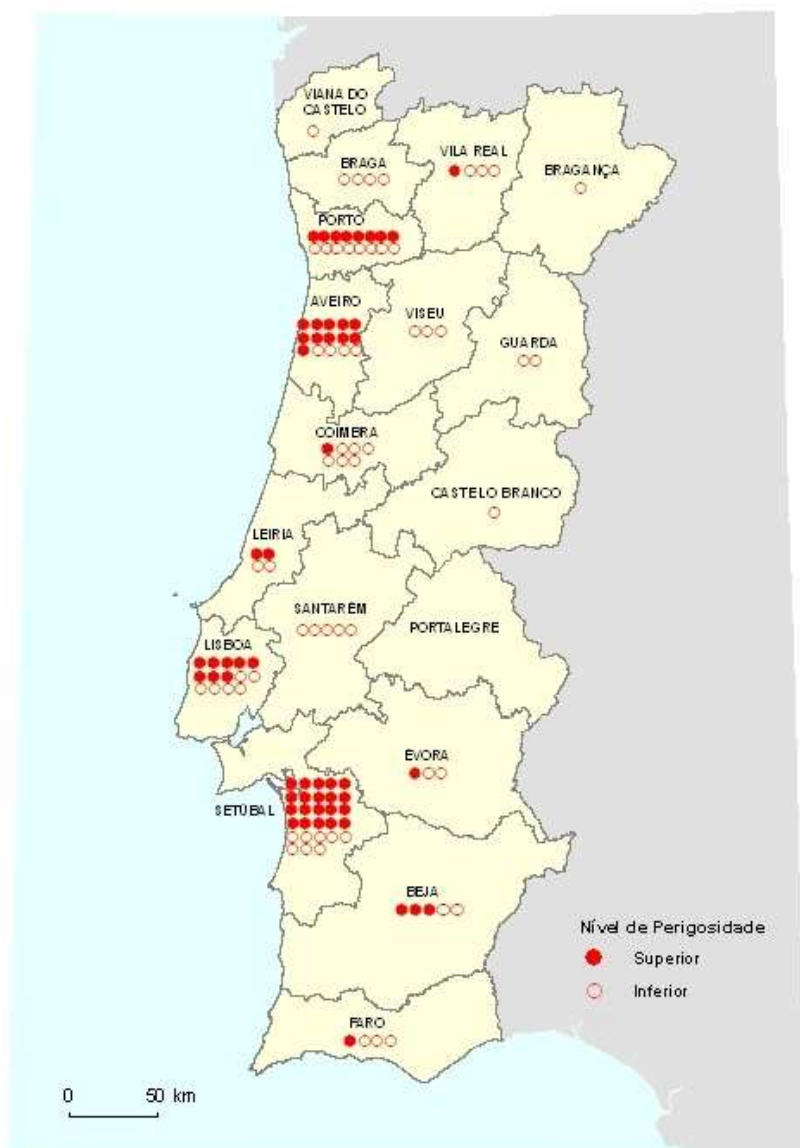 VIANA DO
CASTELO
BRAGA
VILA REAL
BRAGANÇA
PORTO
AVEIRO
VISEU
GUARDA
COIMBRA
CASTELO BRANCO
LEIRIA
SANTARÉM
PORTALEGRE
LISBOA
ÉVORA
SETÚBAL
BEJA
Nível de Perigosidade
Superior
Inferior
FARO
0 50 km